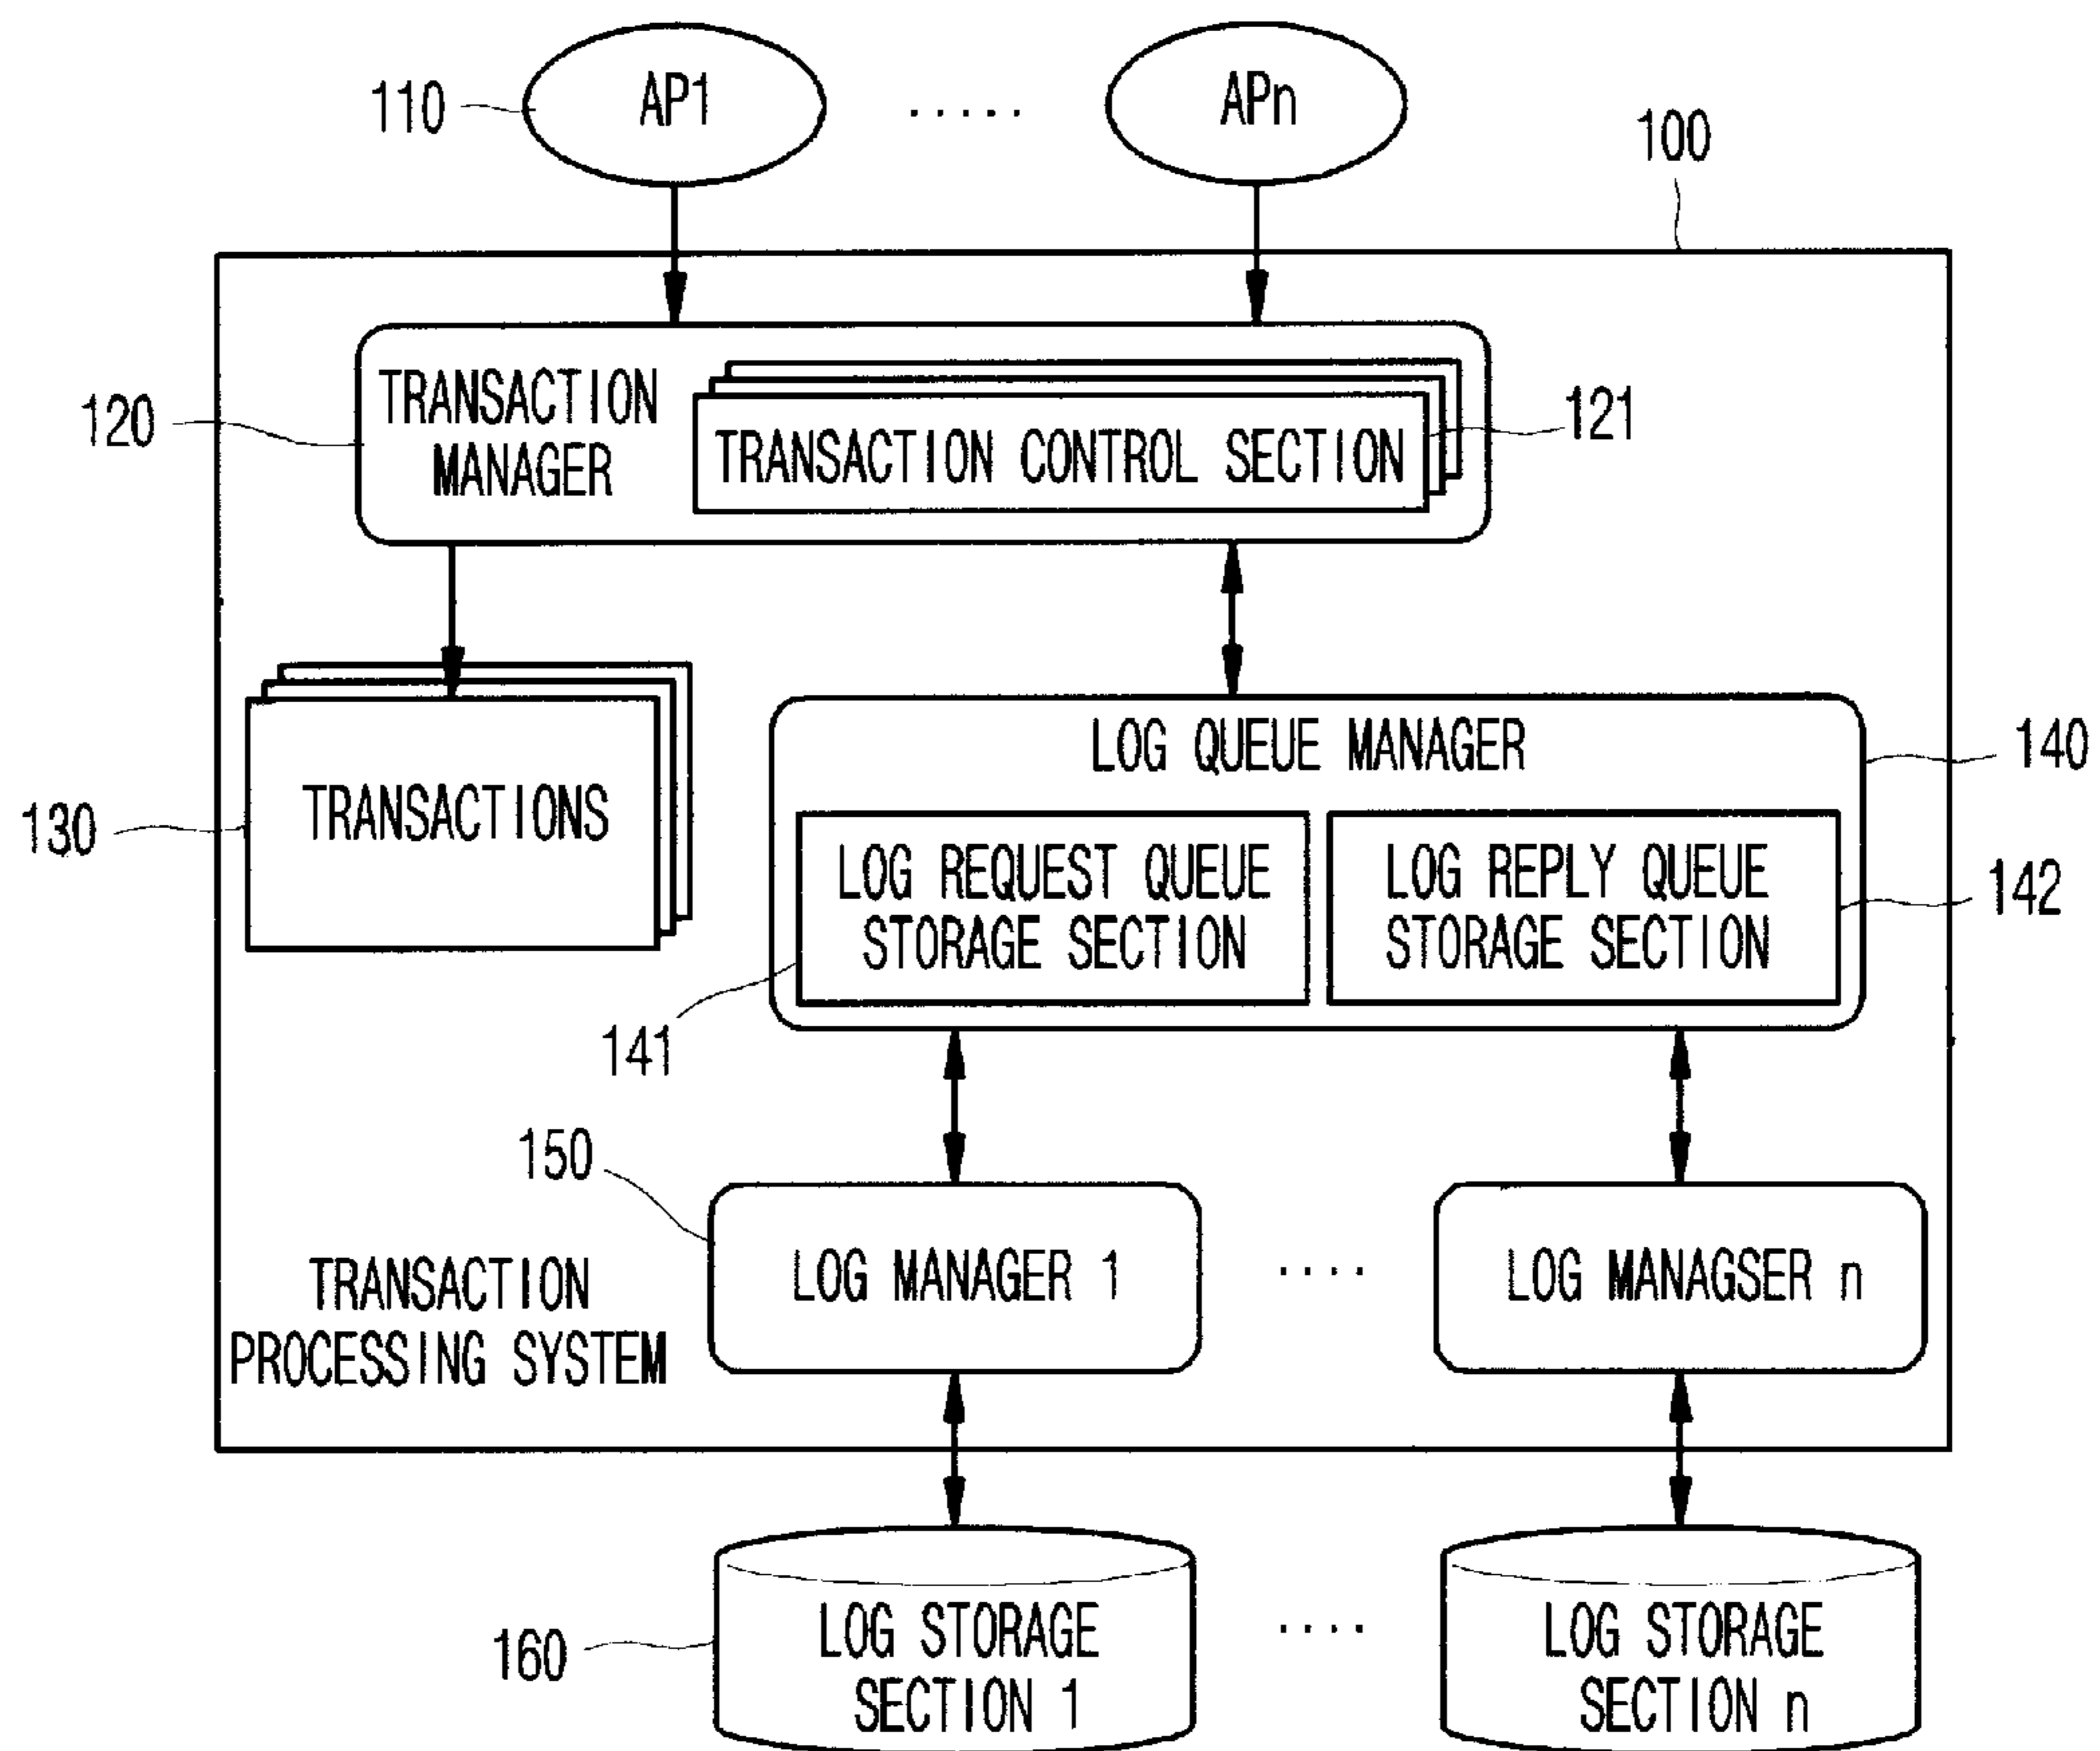 AP1
.....
APn
110
100
TRANSACTION
MANAGER
TRANSACTION CONTROL SECTION
120
121
TRANSACTIONS
130
LOG QUEUE MANAGER
140
LOG REQUEST QUEUE
STORAGE SECTION
LOG REPLY QUEUE
STORAGE SECTION
142
141
150
LOG MANAGER 1
....
LOG MANAGSER n
TRANSACTION
PROCESSING SYSTEM
160
LOG STORAGE
SECTION 1
....
LOG STORAGE
SECTION n